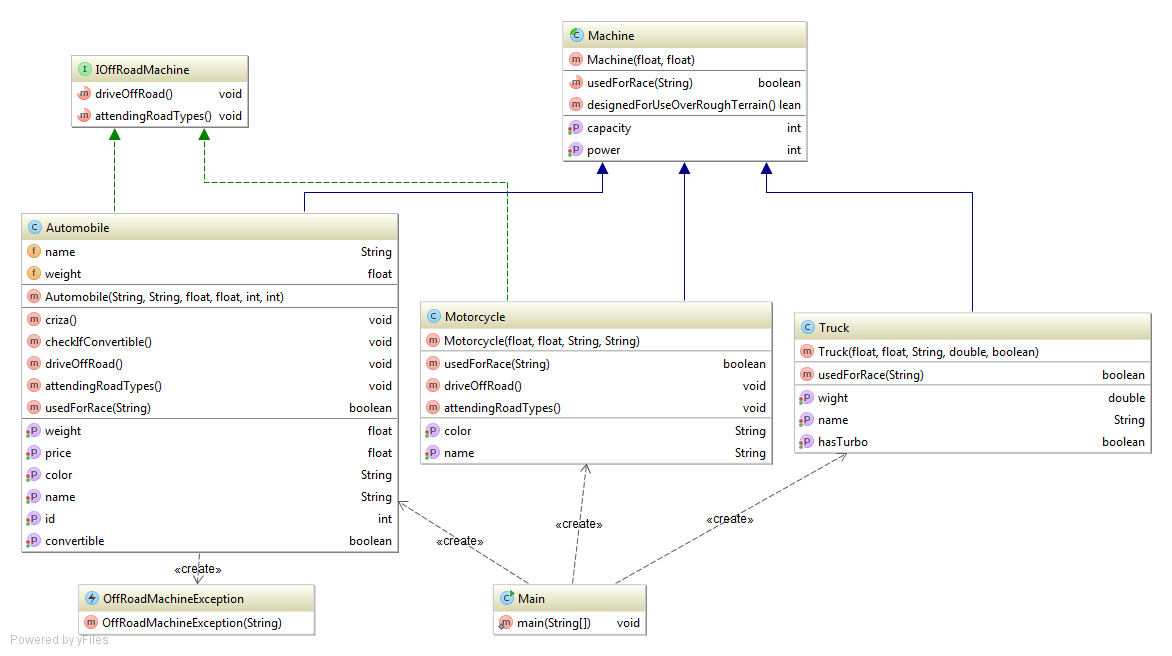 Machine
Machine(float, float)
usedForRace(String) boolean
designedForUseOverRoughTerrain() lean
capacity int
power int
IOffRoadMachine
driveOffRoad() void
attendingRoadTypes() void
Automobile
name String
weight float
Automobile(String, String, float, float, int, int)
criza() void
checkIfConvertible() void
driveOffRoad() void
attendingRoadTypes() void
usedForRace(String) boolean
weight float
price float
color String
name String
id int
convertible boolean
Motorcycle
Motorcycle(float, float, String, String)
usedForRace(String) boolean
driveOffRoad() void
attendingRoadTypes() void
color String
name String
Truck
Truck(float, float, String, double, boolean)
usedForRace(String) boolean
wight double
name String
hasTurbo boolean
«create»
«create»
«create»
«create»
OffRoadMachineException
OffRoadMachineException(String)
Main
main(String[]) void
Powered by yFiles